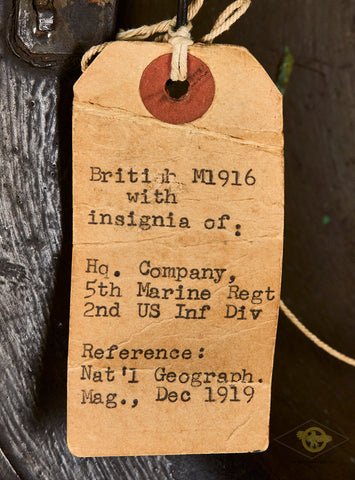 British M1916
with
insignia of:
Hq. Company,
5th Marine Regt
2nd US Inf Div
Reference:
Nat'l Geograph.
Mag., Dec 1919